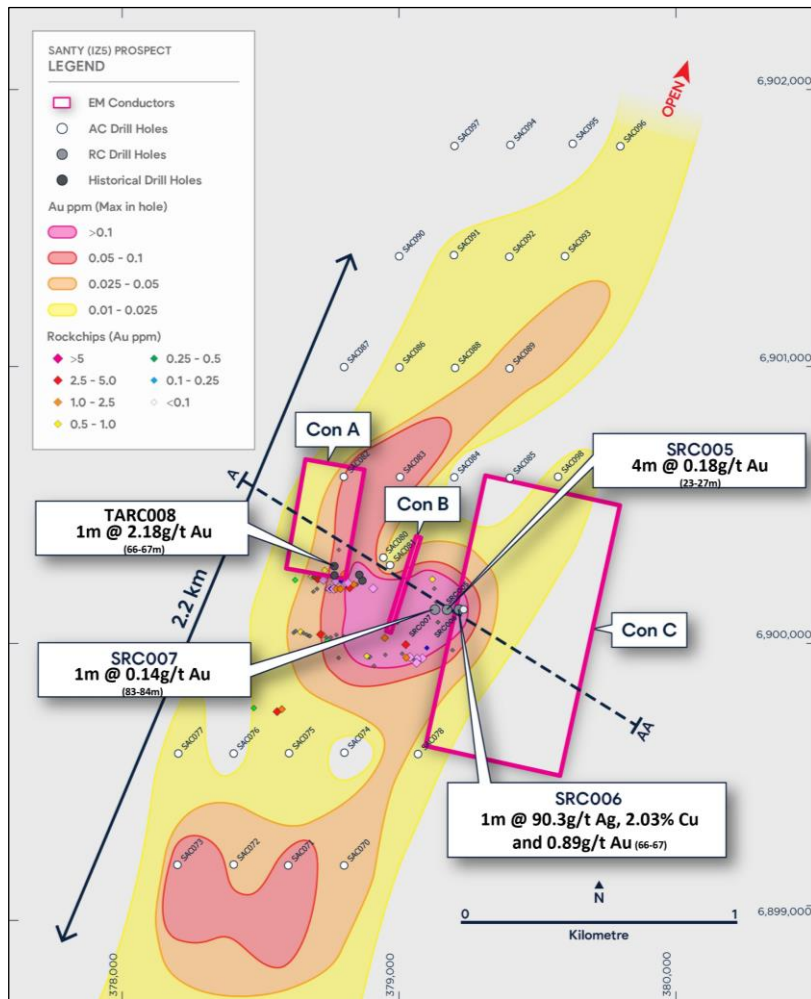 SANTY (IZ5) PROSPECT
LEGEND
EM Conductors
AC Drill Holes
RC Drill Holes
Historical Drill Holes
Au ppm (Max in hole)
>0.1
0.05 - 0.1
0.025 - 0.05
0.01 - 0.025
Rockchips (Au ppm)
>5
0.25 - 0.5
2.5 - 5.0
0.1 - 0.25
1.0 - 2.5
<0.1
0.5 - 1.0
OPEN
6,902,000
SAC097
SAC094
SAC095
SAC096
SAC090
SAC091
SAC092
SAC093
SAC087
SAC086
SAC088
SAC089
6,901,000
Con A
SAC082
SAC083
SAC084
SAC085
SAC098
SRC005
4m @ 0.18g/t Au
(23-27m)
A
Con B
TARC008
1m @ 2.18g/t Au
(66-67m)
SAC080
SAC081
2.2 km
SRC007
Con C
6,900,000
SRC007
1m @ 0.14g/t Au
(83-84m)
SAC077
SAC076
SAC075
SAC074
SAC078
AA
SRC006
1m @ 90.3g/t Ag, 2.03% Cu
and 0.89g/t Au (66-67)
SAC073
SAC072
SAC071
SAC070
N
0
1
Kilometre
6,899,000
378,000
379,000
380,000